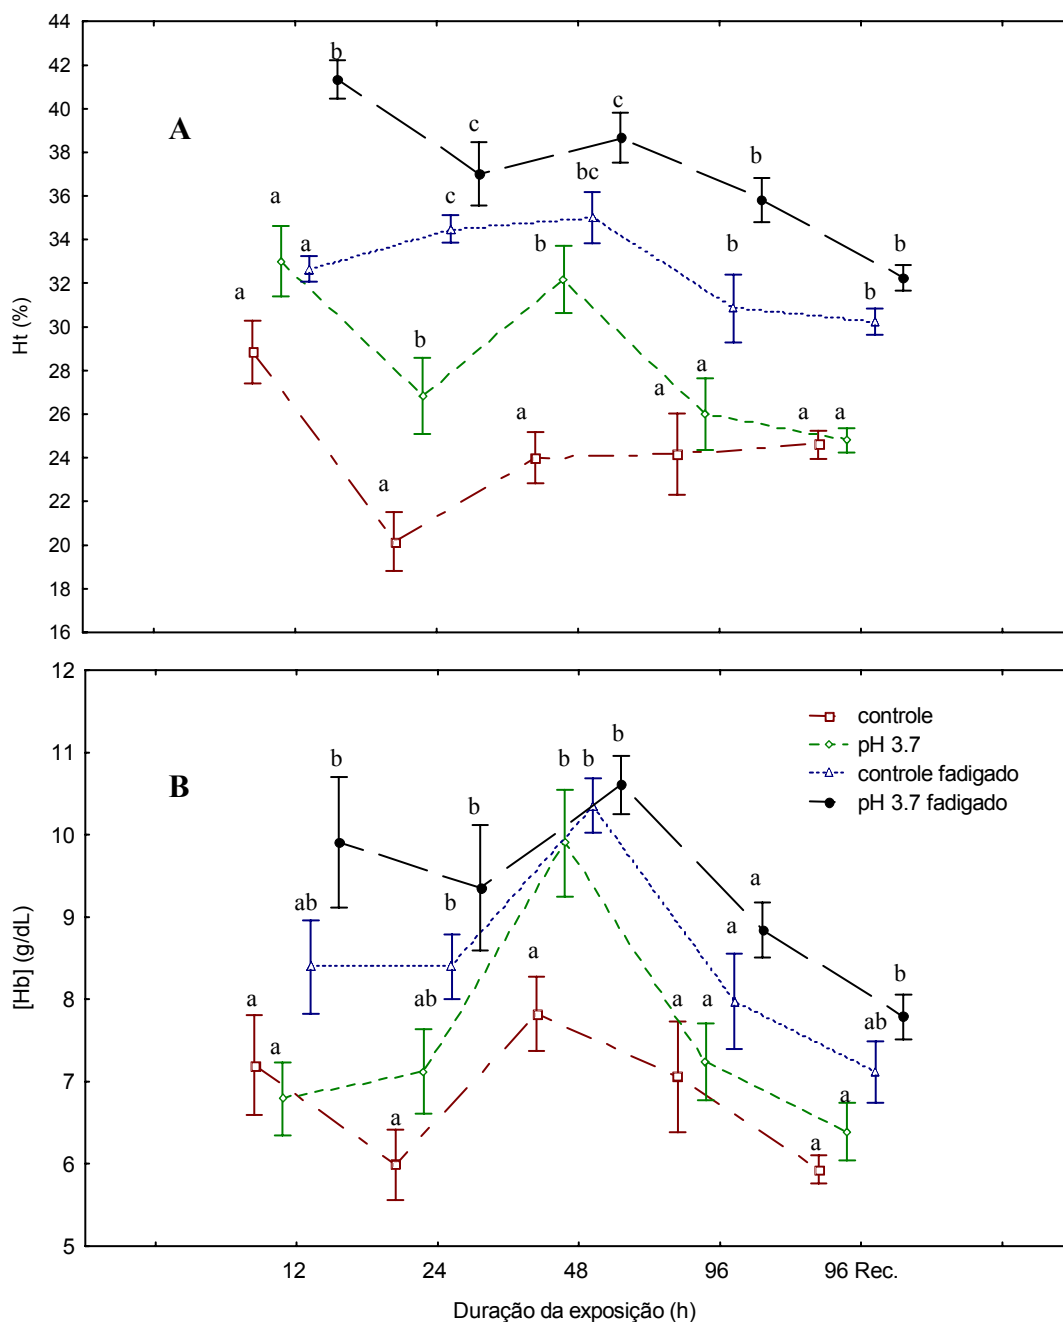 44
42
40
38
36
34
32
30
28
26
24
22
20
18
16
Ht (%)
A
b
c
c
b
b
a
a
c
bc
b
b
a
b
b
a
a
a
a
a
a
a
12
11
10
9
8
7
6
5
[Hb] (g/dL)
B
controle
pH 3.7
controle fadigado
pH 3.7 fadigado
b
b
b
b
b
a
b
ab
b
a
ab
a
a
ab
a
a
a
a
a
a
12 24 48 96 96 Rec.
Duração da exposição (h)